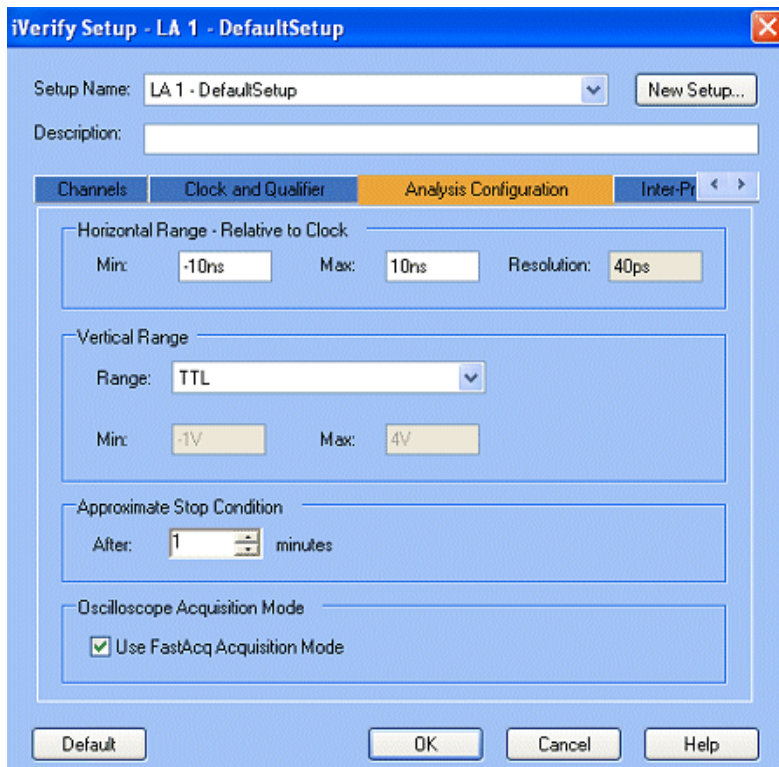 iVerify Setup - LA 1 - DefaultSetup
Setup Name: LA 1 - DefaultSetup New Setup...
Description:
Channels Clock and Qualifier Analysis Configuration Inter-Pr
Horizontal Range - Relative to Clock
Min: -10ns Max: 10ns Resolution: 40ps
Vertical Range
Range: TTL
Min: -1V Max: 4V
Approximate Stop Condition
After: 1 minutes
Oscilloscope Acquisition Mode
Use FastAcq Acquisition Mode
Default OK Cancel Help